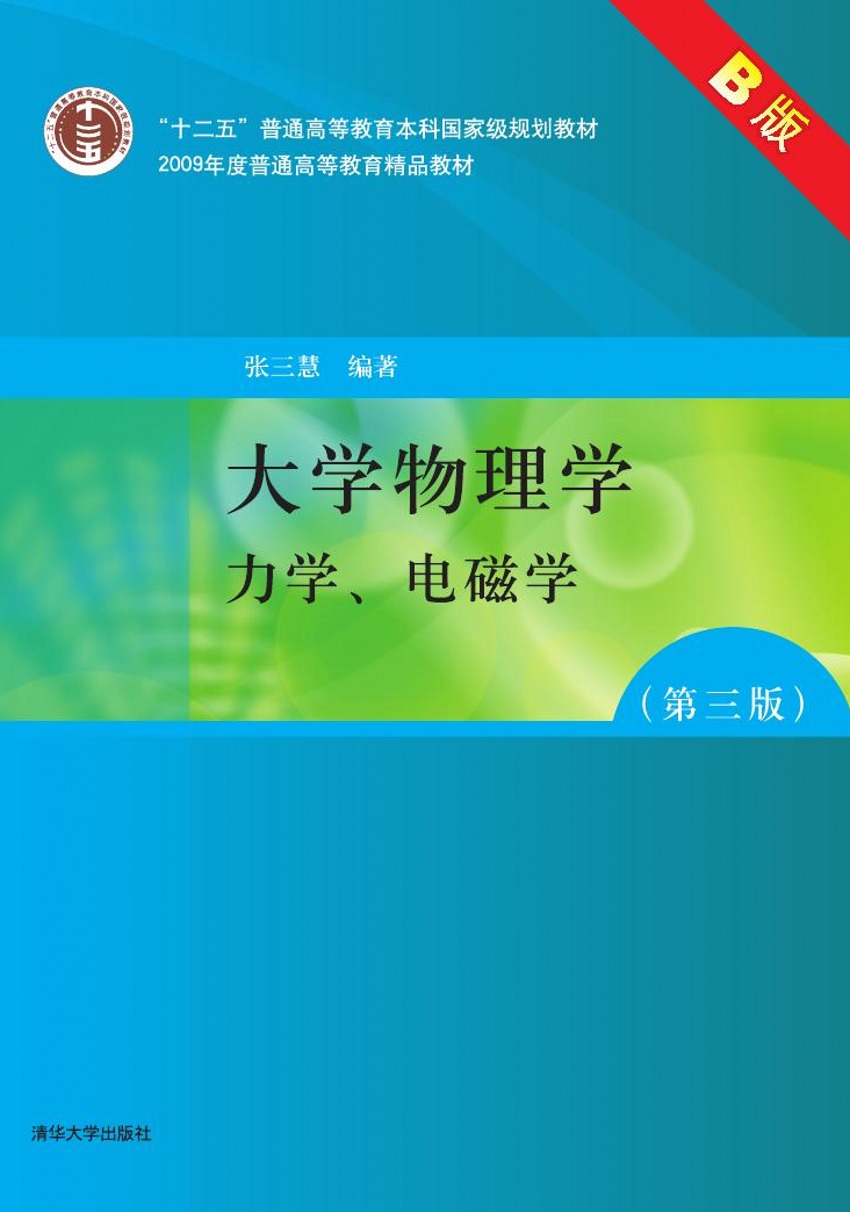 B版
“十二五”普通高等教育本科国家级规划教材
2009年度普通高等教育精品教材
张三慧 编著
大学物理学
力学、电磁学
（第三版）
清华大学出版社